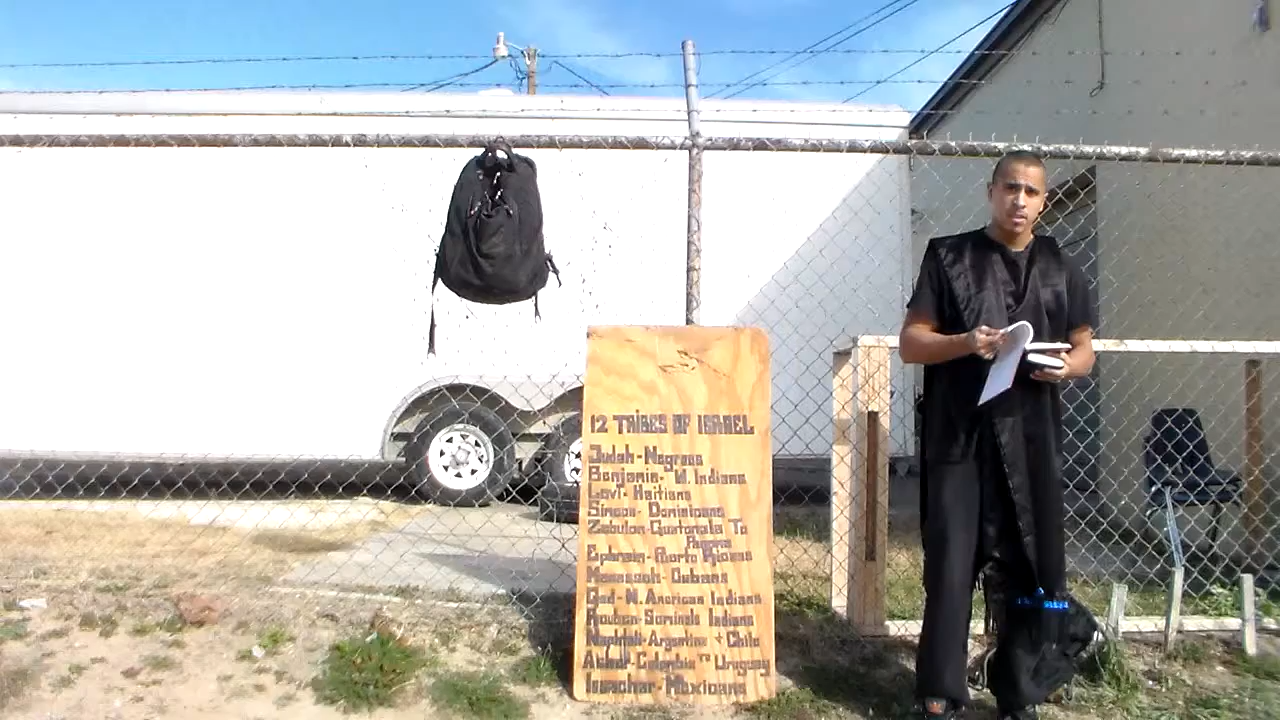 12 TRIBES OF ISRAEL
Judah-Negroes
Benjamin-W. Indians
Levi-Haitians
Simeon-Dominicans
Zebulon-Guatemala To
Panama
Ephraim-Puerto Ricans
Manasseh-Cubans
Gad-N. American Indians
Reuben-Seminole Indians
Naphtali-Argentina + Chile
Asher-Colombia To Uruguay
Issachar-Mexicans